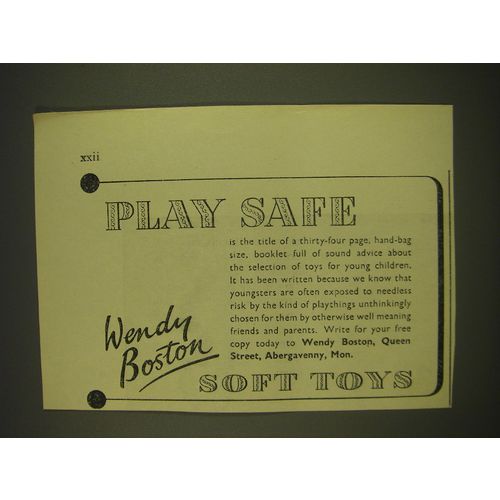 xxii
PLAY SAFE
is the title of a thirty-four page, hand-bag
size, booklet full of sound advice about
the selection of toys for young children.
It has been written because we know that
youngsters are often exposed to needless
risk by the kind of playthings unthinkingly
chosen for them by otherwise well meaning
friends and parents. Write for your free
copy today to Wendy Boston, Queen
Street, Abergavenny, Mon.
Wendy
Boston
SOFT TOYS